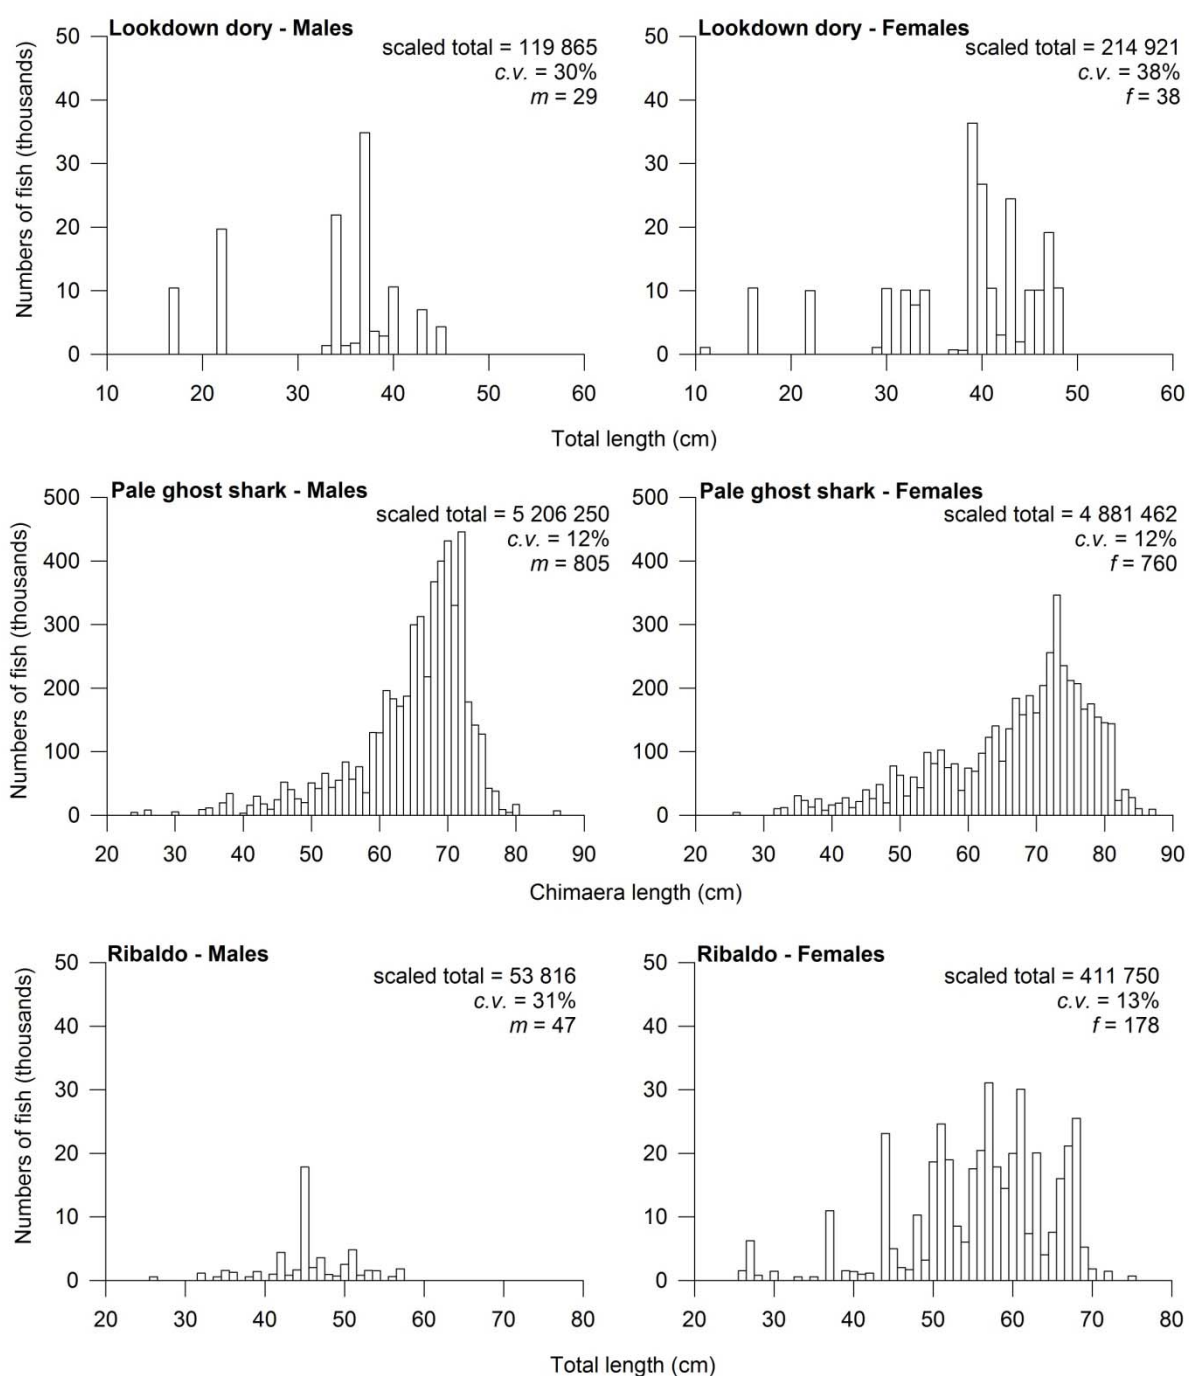 Lookdown dory - Males
scaled total = 119 865
c.v. = 30%
m = 29
Numbers of fish (thousands)
50
40
30
20
10
0
10 20 30 40 50 60
Lookdown dory - Females
scaled total = 214 921
c.v. = 38%
f = 38
50
40
30
20
10
0
10 20 30 40 50 60
Total length (cm)
Pale ghost shark - Males
scaled total = 5 206 250
c.v. = 12%
m = 805
Numbers of fish (thousands)
500
400
300
200
100
0
20 30 40 50 60 70 80 90
Pale ghost shark - Females
scaled total = 4 881 462
c.v. = 12%
f = 760
500
400
300
200
100
0
20 30 40 50 60 70 80 90
Chimaera length (cm)
Ribaldo - Males
scaled total = 53 816
c.v. = 31%
m = 47
Numbers of fish (thousands)
50
40
30
20
10
0
20 30 40 50 60 70 80
Ribaldo - Females
scaled total = 411 750
c.v. = 13%
f = 178
50
40
30
20
10
0
20 30 40 50 60 70 80
Total length (cm)